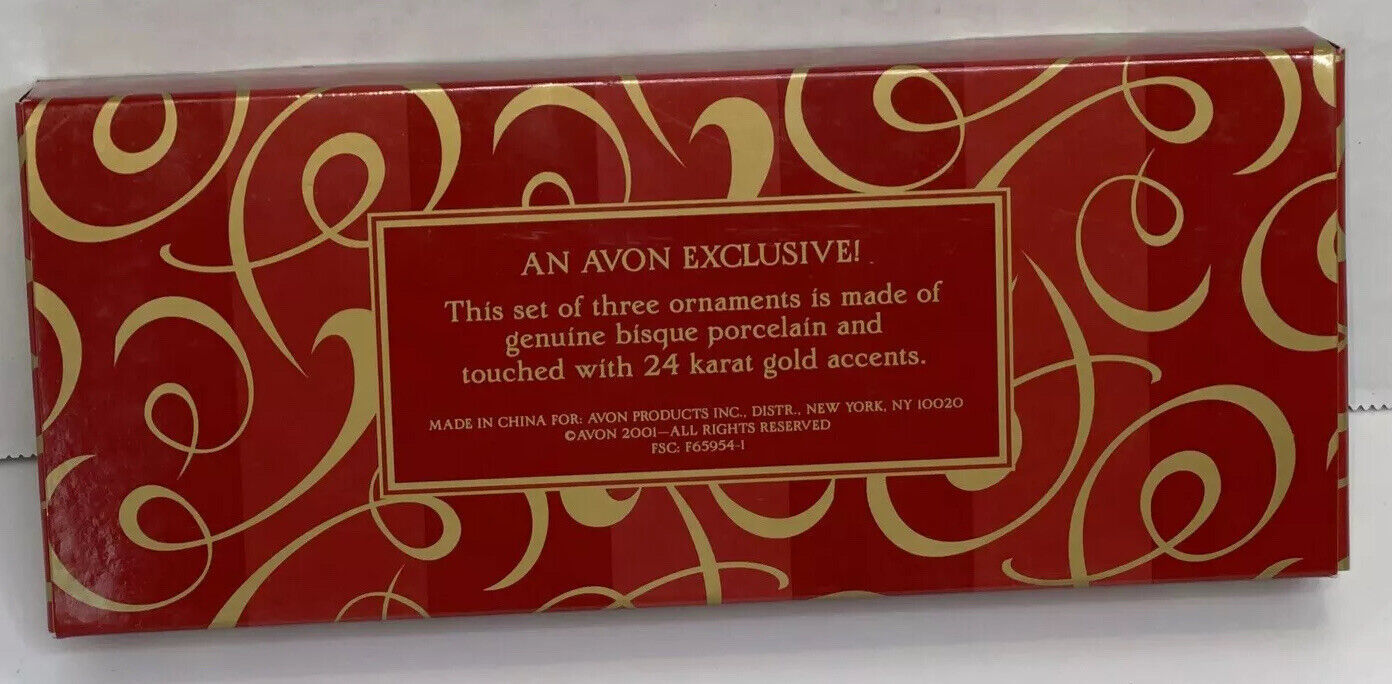 AN AVON EXCLUSIVE!
This set of three ornaments is made of
genuine bisque porcelain and
touched with 24 karat gold accents.
MADE IN CHINA FOR: AVON PRODUCTS INC., DISTR., NEW YORK, NY 10020
©AVON 2001—ALL RIGHTS RESERVED
FSC: F65954-1